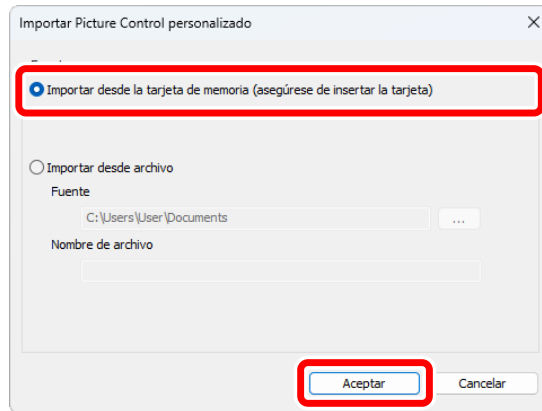 Importar Picture Control personalizado
Importar desde la tarjeta de memoria (asegúrese de insertar la tarjeta)
Importar desde archivo
Fuente
C:\Users\User\Documents
...
Nombre de archivo
Aceptar
Cancelar